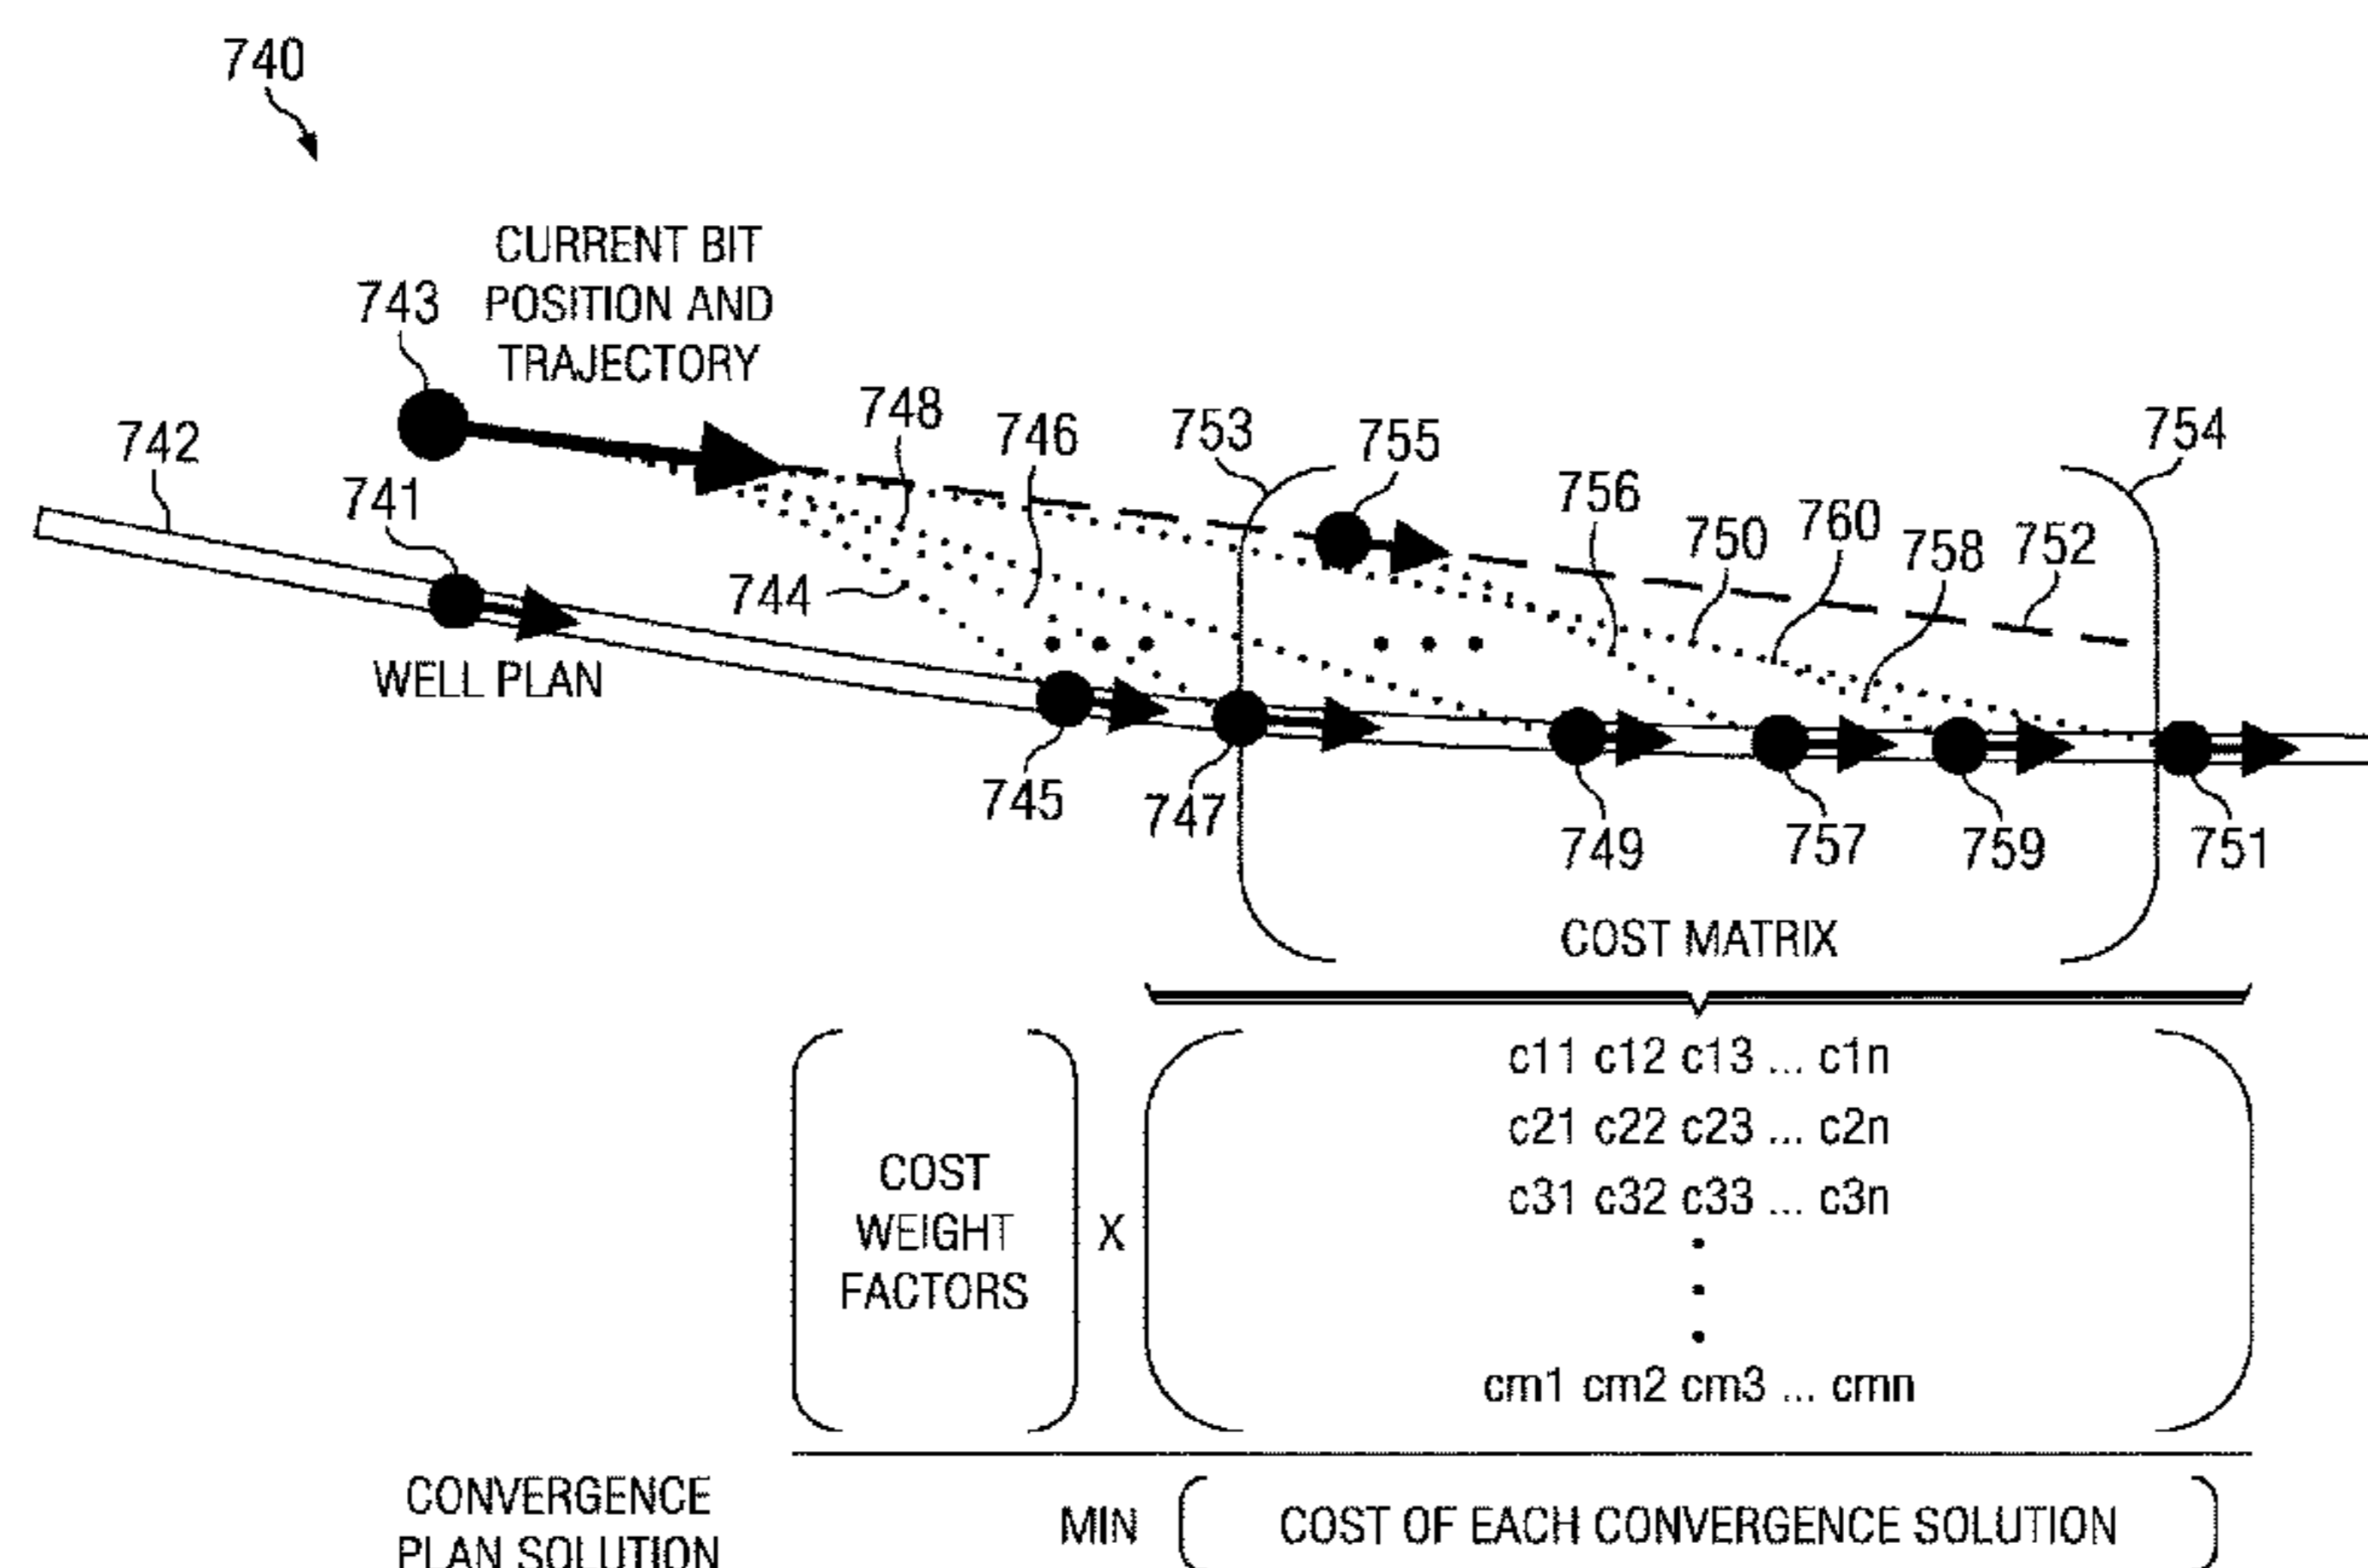 740
CURRENT BIT
POSITION AND
TRAJECTORY
743
742
741
748
746
753
755
754
756
750
760
758
752
744
WELL PLAN
745
747
749
757
759
751
COST MATRIX
COST
WEIGHT
FACTORS
X
c11 c12 c13 ... c1n
c21 c22 c23 ... c2n
c31 c32 c33 ... c3n
cm1 cm2 cm3 ... cmn
CONVERGENCE
PLAN SOLUTION
MIN
COST OF EACH CONVERGENCE SOLUTION